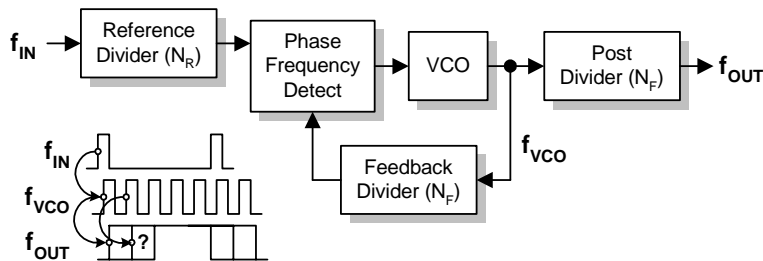 f_IN
Reference
Divider (N_R)
Phase
Frequency
Detect
VCO
Post
Divider (N_F)
f_OUT
f_VCO
Feedback
Divider (N_F)
f_IN
f_VCO
f_OUT
?